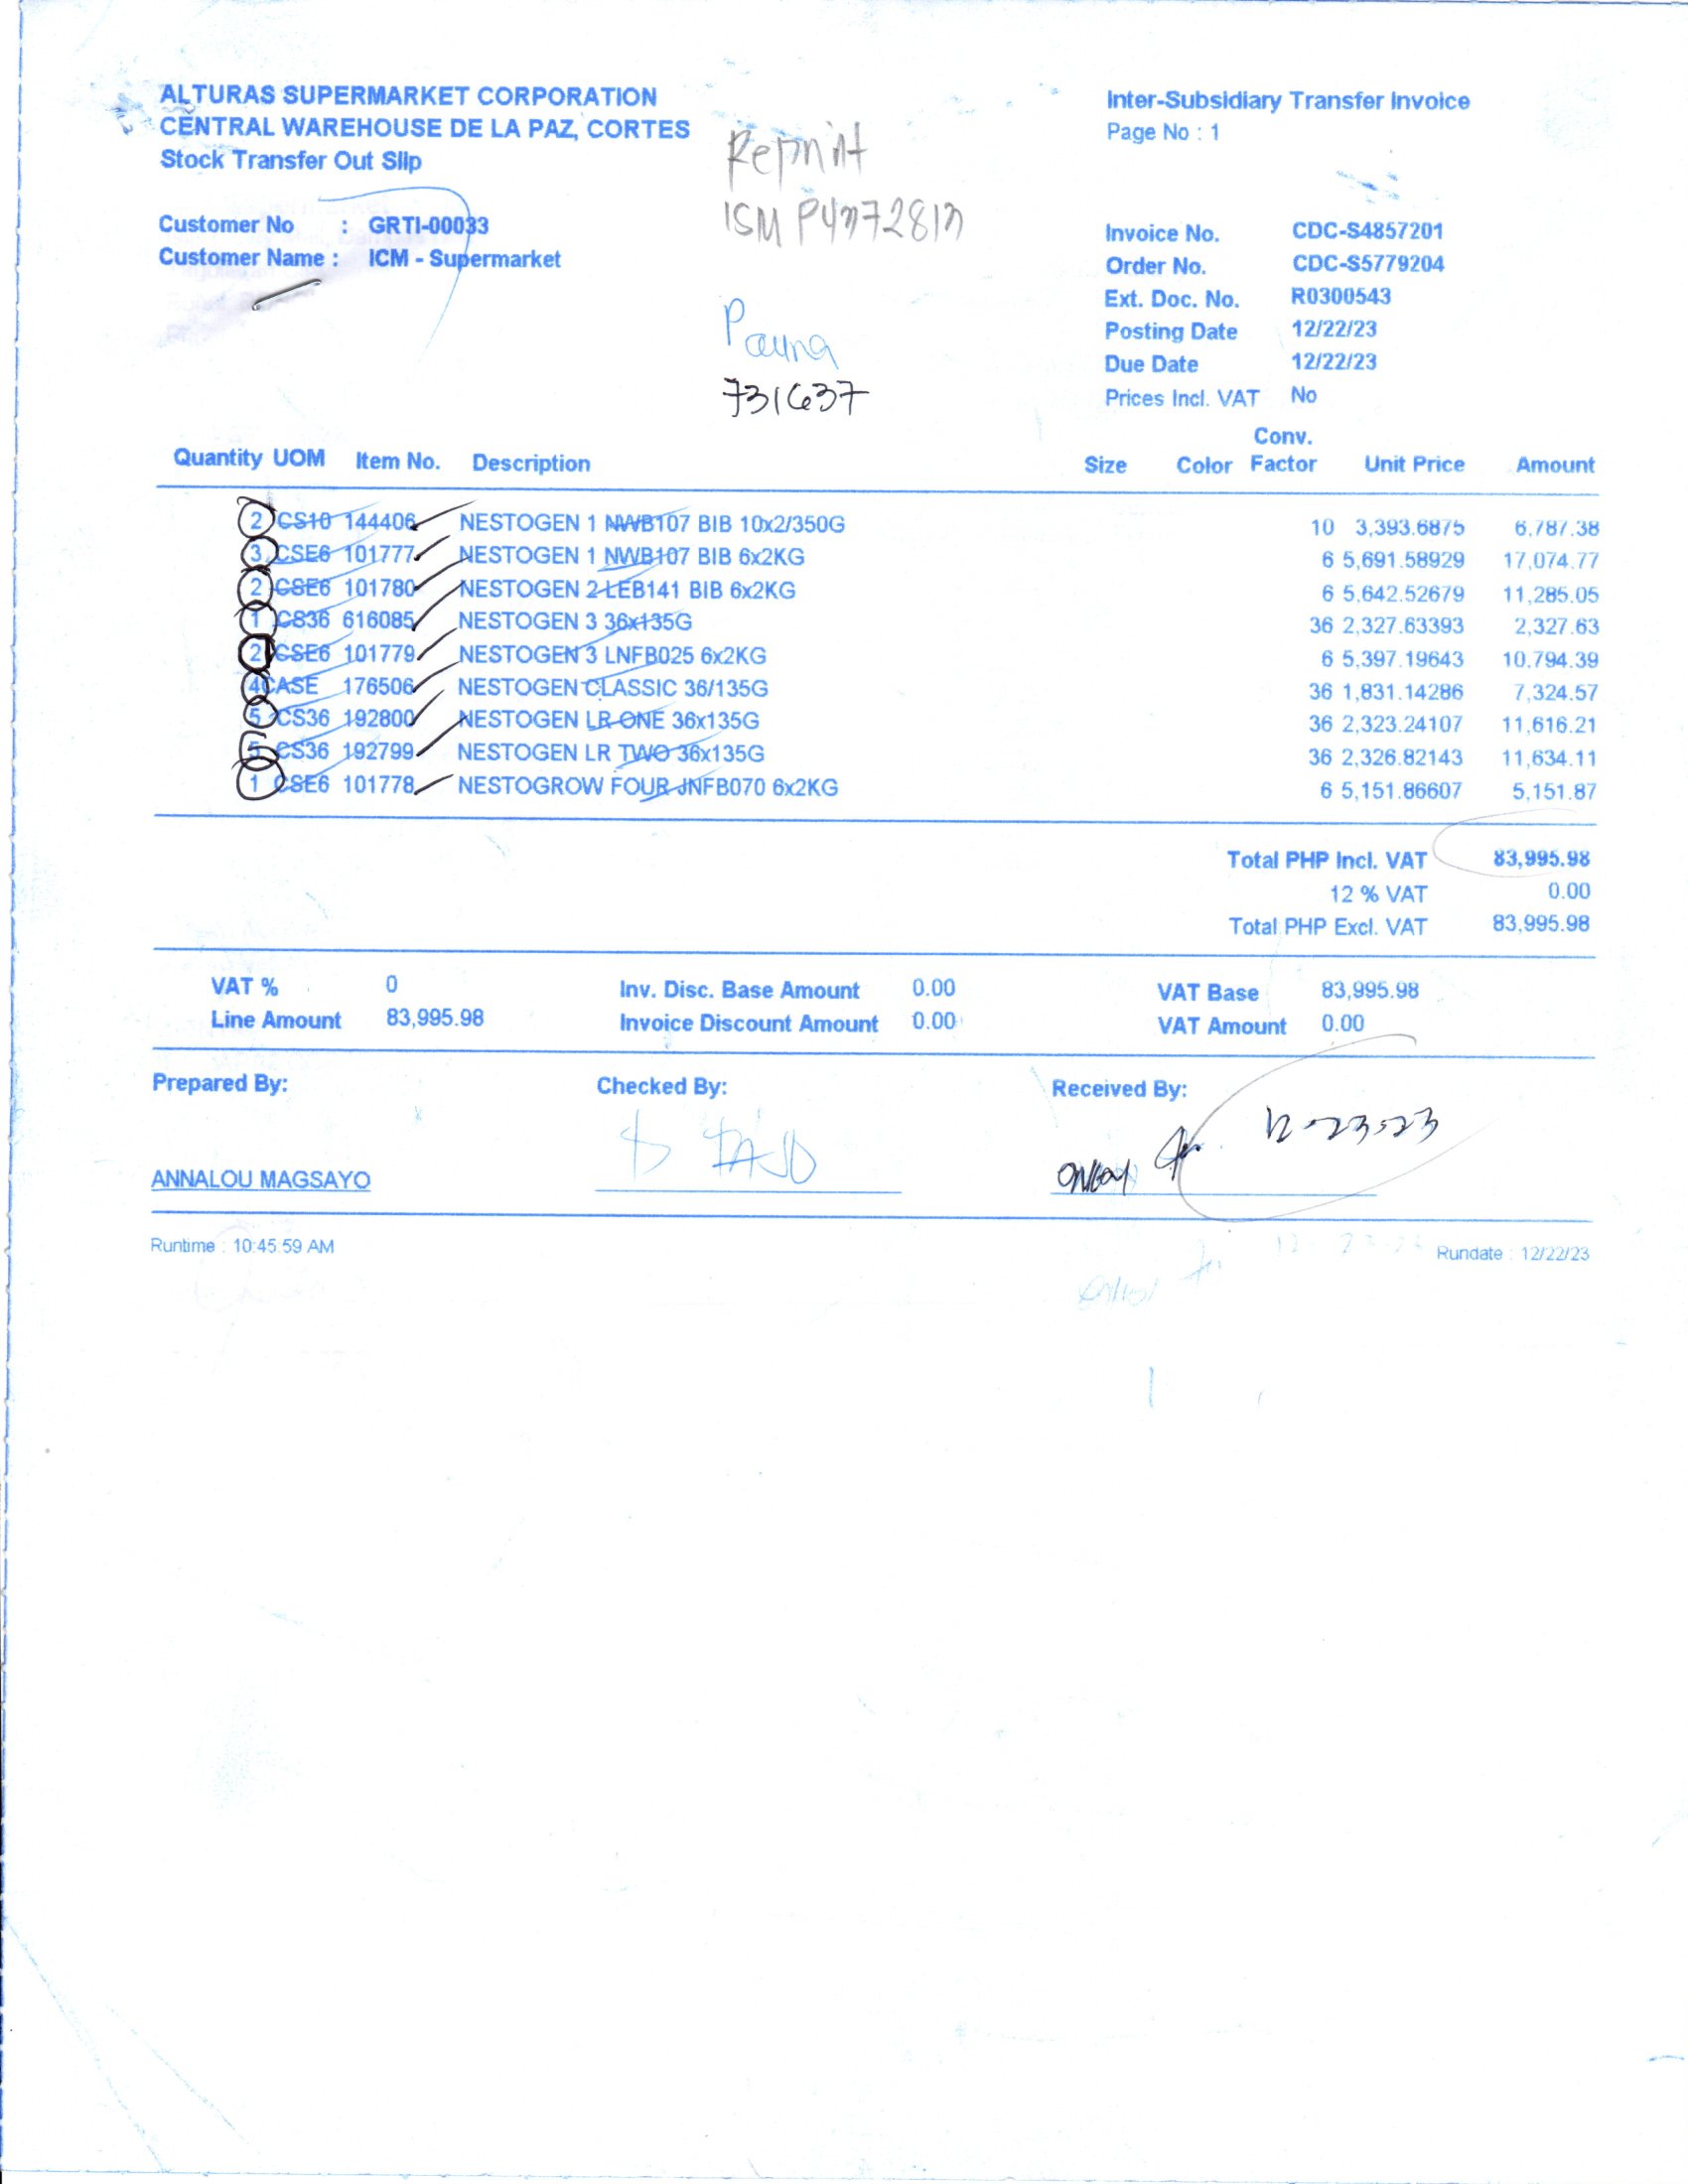 ALTURAS SUPERMARKET CORPORATION
CENTRAL WAREHOUSE DE LA PAZ, CORTES
Stock Transfer Out Slip
Inter-Subsidiary Transfer Invoice
Page No : 1
Reprint
ISM
Customer No : GRTI-00033
Customer Name : ICM - Supermarket
731637
Invoice No. CDC-S4857201
Order No. CDC-S5779204
Ext. Doc. No. R0300543
Posting Date 12/22/23
Due Date 12/22/23
Prices Incl. VAT No
Quantity UOM Item No. Description Size Color Conv. Factor Unit Price Amount
2 CS10 144406 NESTOGEN 1 NWB107 BIB 10x2/350G 10 3,393.6875 6,787.38
3 CSE6 101777 NESTOGEN 1 NWB107 BIB 6x2KG 6 5,691.58929 17,074.77
2 CSE6 101780 NESTOGEN 2 LEB141 BIB 6x2KG 6 5,642.52679 11,285.05
1 CS36 616085 NESTOGEN 3 36x135G 36 2,327.63393 2,327.63
2 CSE6 101779 NESTOGEN 3 LNFB025 6x2KG 6 5,397.19643 10,794.39
4 CASE 176506 NESTOGEN CLASSIC 36/135G 36 1,831.14286 7,324.57
5 CS36 192800 NESTOGEN LR ONE 36x135G 36 2,323.24107 11,616.21
5 CS36 192799 NESTOGEN LR TWO 36x135G 36 2,326.82143 11,634.11
1 CSE6 101778 NESTOGROW FOUR JNFB070 6x2KG 6 5,151.86607 5,151.87
Total PHP Incl. VAT 83,995.98
12 % VAT 0.00
Total PHP Excl. VAT 83,995.98
VAT % 0 Inv. Disc. Base Amount 0.00 VAT Base 83,995.98
Line Amount 83,995.98 Invoice Discount Amount 0.00 VAT Amount 0.00
Prepared By: Checked By: Received By:
12-23-23
ANNALOU MAGSAYO
Runtime : 10:45:59 AM Rundate : 12/22/23